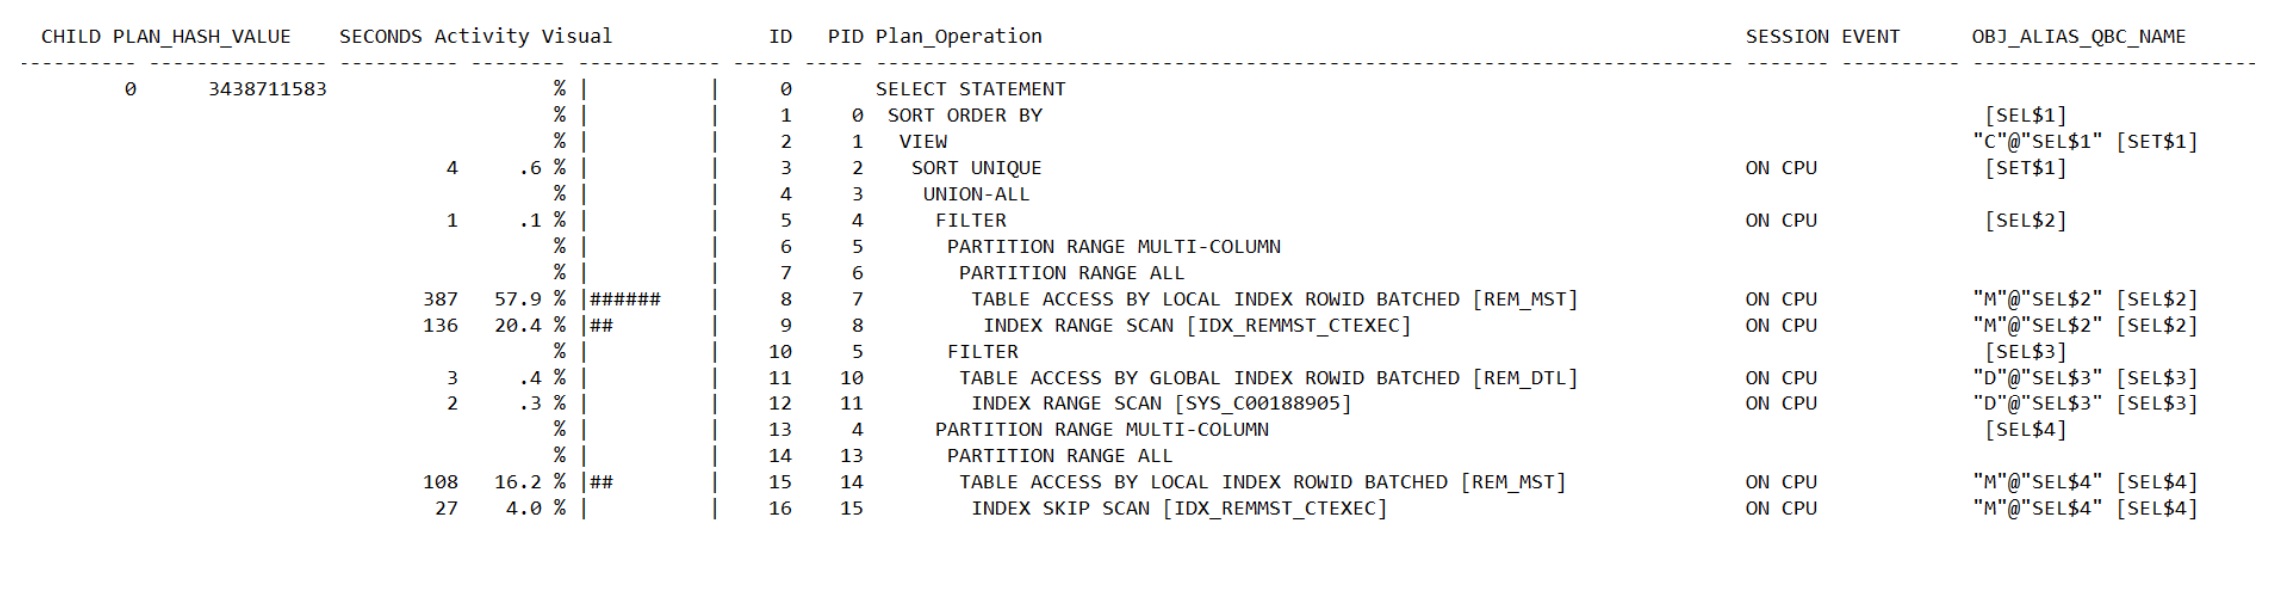 CHILD PLAN_HASH_VALUE    SECONDS Activity Visual             ID   PID Plan_Operation                                                           SESSION EVENT      OBJ_ALIAS_QBC_NAME
---------- --------------- ---------- -------- ------------ ----- ----- ------------------------------------------------------------------------ ------- ---------- ------------------------
0      3438711583                   % |          |     0       SELECT STATEMENT
% |          |     1     0  SORT ORDER BY                                                                               [SEL$1]
% |          |     2     1   VIEW                                                                                       "C"@"SEL$1" [SET$1]
4     .6 % |          |     3     2    SORT UNIQUE                                                           ON CPU             [SET$1]
% |          |     4     3     UNION-ALL
1     .1 % |          |     5     4      FILTER                                                              ON CPU             [SEL$2]
% |          |     6     5       PARTITION RANGE MULTI-COLUMN
% |          |     7     6        PARTITION RANGE ALL
387   57.9 % |######    |     8     7         TABLE ACCESS BY LOCAL INDEX ROWID BATCHED [REM_MST]              ON CPU             "M"@"SEL$2" [SEL$2]
136   20.4 % |##        |     9     8          INDEX RANGE SCAN [IDX_REMMST_CTEXEC]                            ON CPU             "M"@"SEL$2" [SEL$2]
% |          |    10     5       FILTER                                                                                 [SEL$3]
3     .4 % |          |    11    10        TABLE ACCESS BY GLOBAL INDEX ROWID BATCHED [REM_DTL]              ON CPU             "D"@"SEL$3" [SEL$3]
2     .3 % |          |    12    11         INDEX RANGE SCAN [SYS_C00188905]                                 ON CPU             "D"@"SEL$3" [SEL$3]
% |          |    13     4      PARTITION RANGE MULTI-COLUMN                                                            [SEL$4]
% |          |    14    13       PARTITION RANGE ALL
108   16.2 % |##        |    15    14        TABLE ACCESS BY LOCAL INDEX ROWID BATCHED [REM_MST]               ON CPU             "M"@"SEL$4" [SEL$4]
27    4.0 % |          |    16    15         INDEX SKIP SCAN [IDX_REMMST_CTEXEC]                              ON CPU             "M"@"SEL$4" [SEL$4]